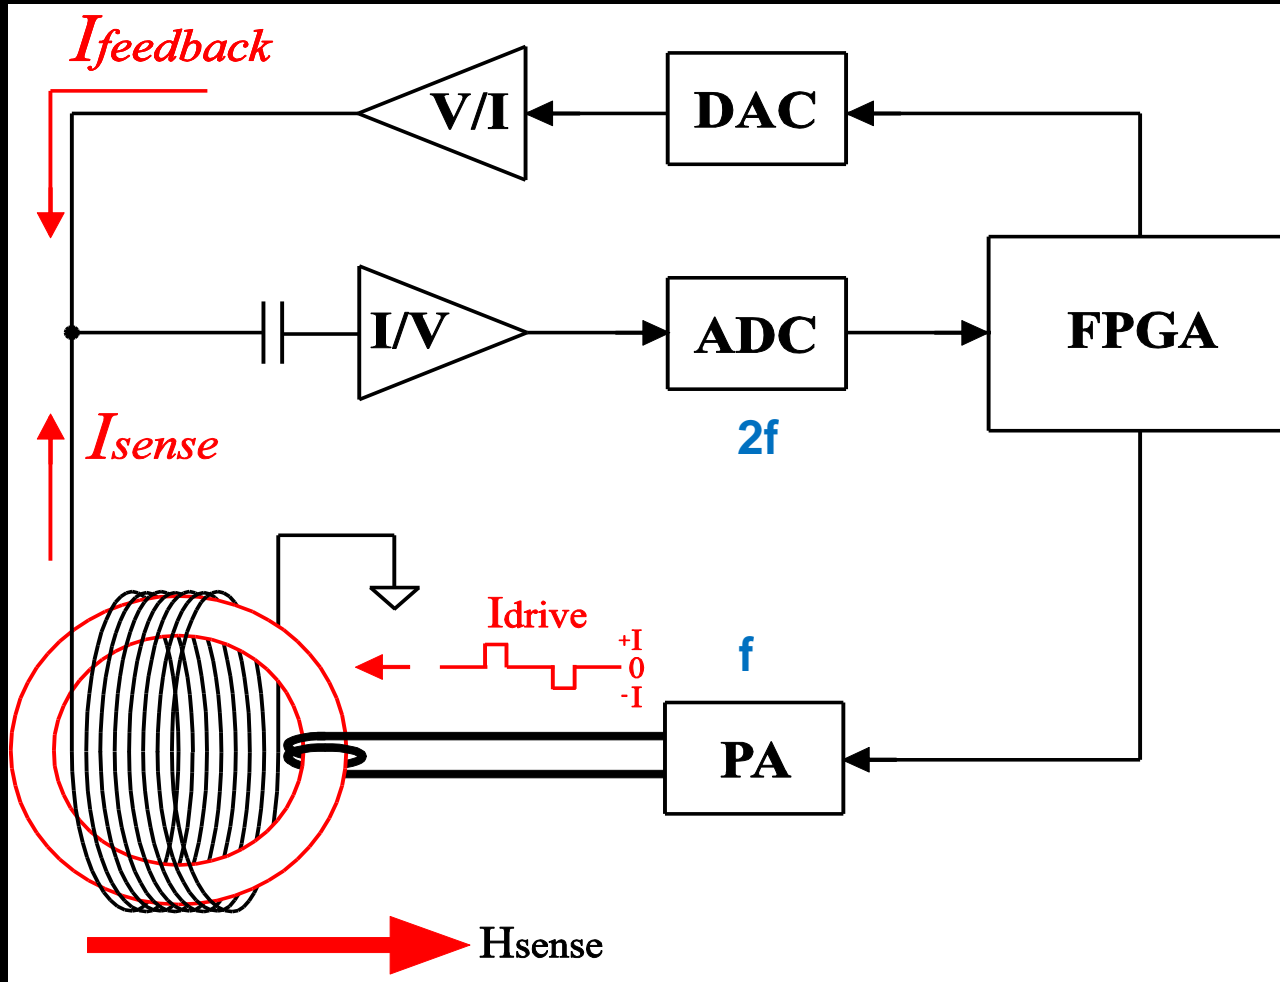 Ifeedback
V/I
DAC
I/V
ADC
FPGA
2f
Isense
Idrive
+I
0
-I
f
PA
Hsense